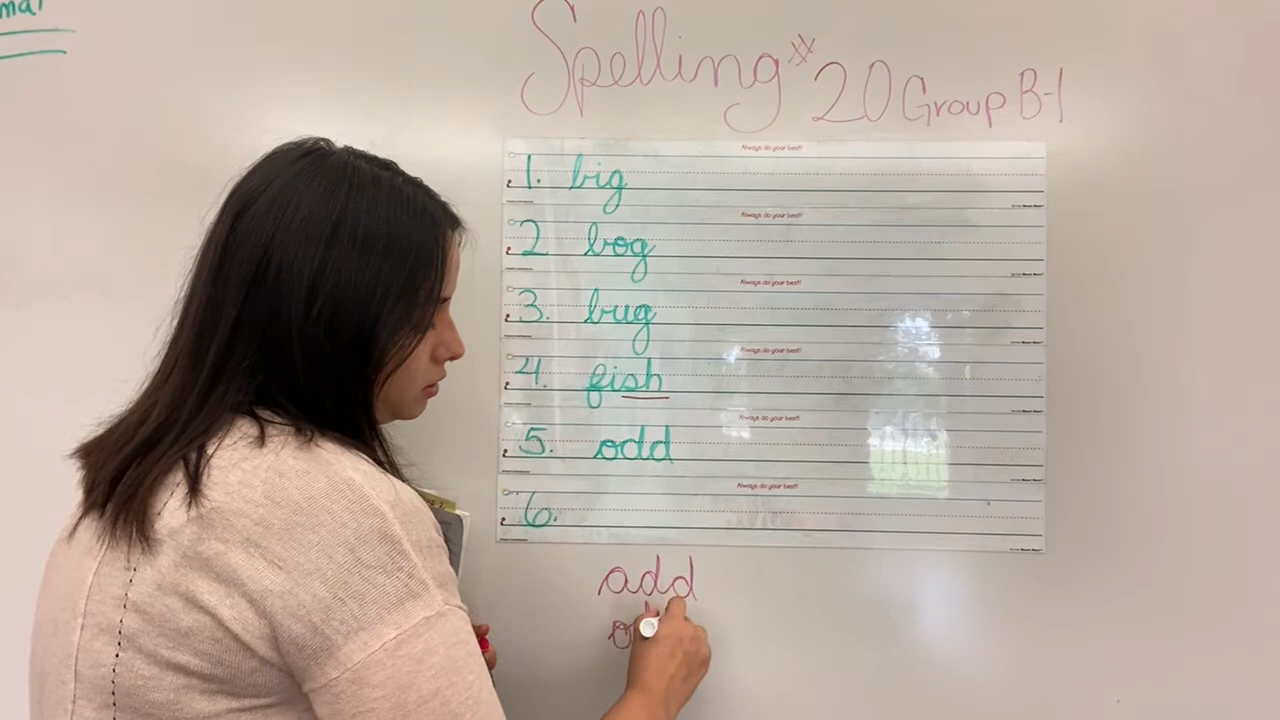 Spelling #20 Group B-1
Always do your best!
1. big
Always do your best!
2 bog
Always do your best!
3. bug
Always do your best!
4. fish
Always do your best!
5. odd
Always do your best!
6.
add